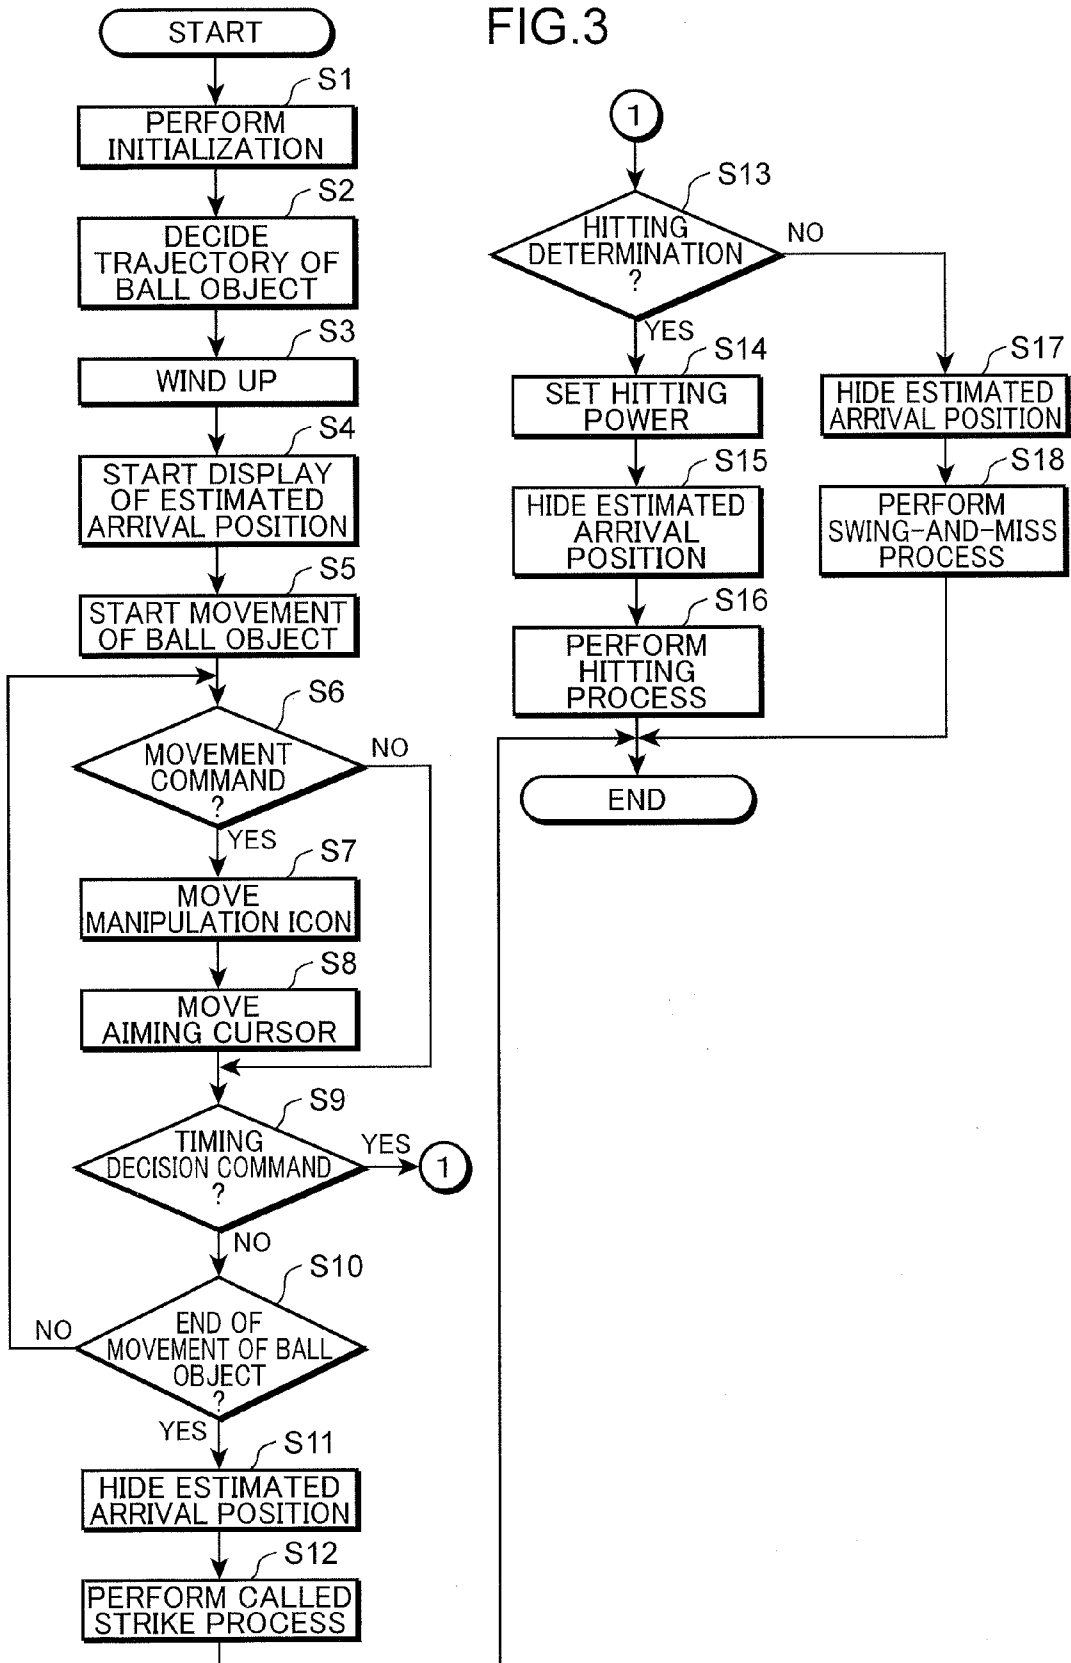 FIG.3
START
S1
PERFORM
INITIALIZATION
S2
DECIDE
TRAJECTORY OF
BALL OBJECT
S3
WIND UP
S4
START DISPLAY
OF ESTIMATED
ARRIVAL POSITION
S5
START MOVEMENT
OF BALL OBJECT
S6
MOVEMENT
COMMAND
?
NO
YES
S7
MOVE
MANIPULATION ICON
S8
MOVE
AIMING CURSOR
S9
TIMING
DECISION COMMAND
?
YES
1
NO
S10
END OF
MOVEMENT OF BALL
OBJECT
?
NO
YES
S11
HIDE ESTIMATED
ARRIVAL POSITION
S12
PERFORM CALLED
STRIKE PROCESS
1
S13
HITTING
DETERMINATION
?
NO
YES
S14
SET HITTING
POWER
S15
HIDE ESTIMATED
ARRIVAL
POSITION
S16
PERFORM
HITTING
PROCESS
S17
HIDE ESTIMATED
ARRIVAL POSITION
S18
PERFORM
SWING-AND-MISS
PROCESS
END